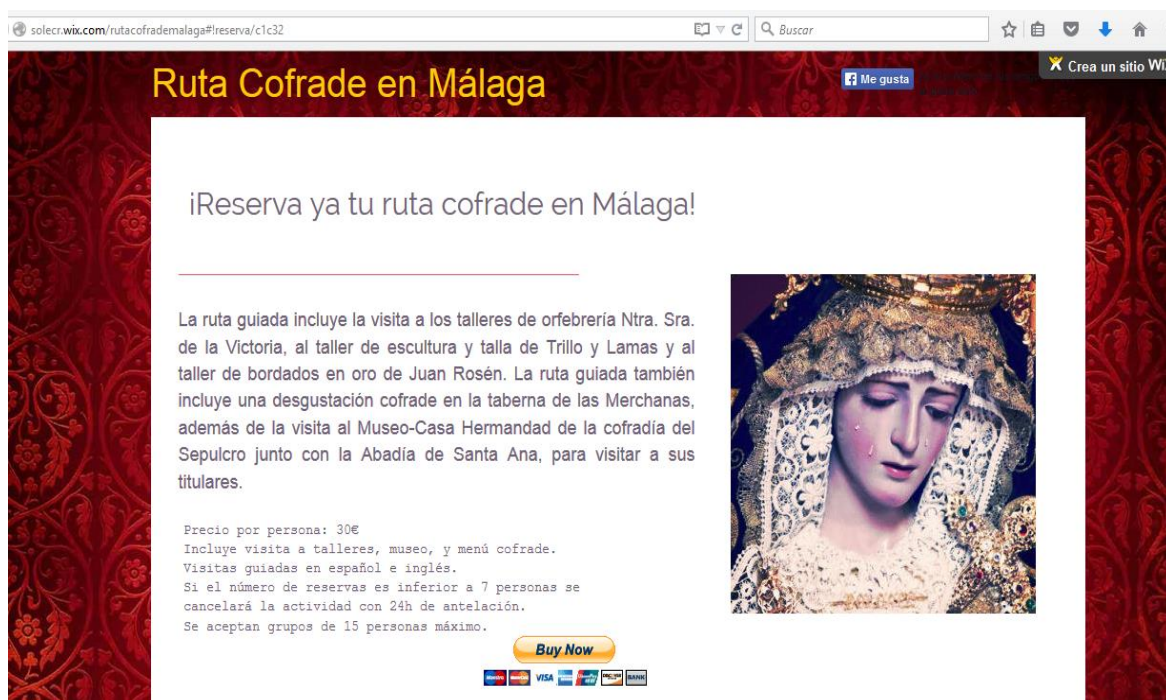 solecr.wix.com/rutacofrademalaga#!reserva/c1c32
Buscar
Ruta Cofrade en Málaga
Me gusta
Crea un sitio Wi
¡Reserva ya tu ruta cofrade en Málaga!
La ruta guiada incluye la visita a los talleres de orfebrería Ntra. Sra.
de la Victoria, al taller de escultura y talla de Trillo y Lamas y al
taller de bordados en oro de Juan Rosén. La ruta guiada también
incluye una desgustación cofrade en la taberna de las Merchanas,
además de la visita al Museo-Casa Hermandad de la cofradía del
Sepulcro junto con la Abadía de Santa Ana, para visitar a sus
titulares.
Precio por persona: 30€
Incluye visita a talleres, museo, y menú cofrade.
Visitas guiadas en español e inglés.
Si el número de reservas es inferior a 7 personas se
cancelará la actividad con 24h de antelación.
Se aceptan grupos de 15 personas máximo.
Buy Now
VISA BANK